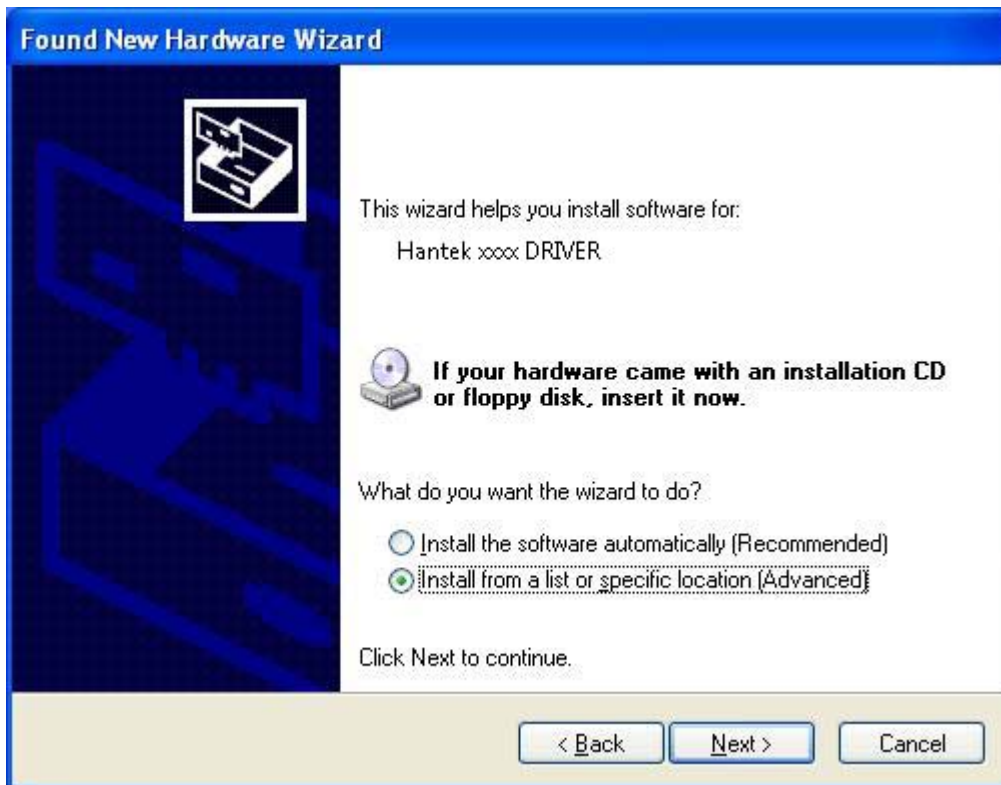 Found New Hardware Wizard
This wizard helps you install software for:
Hantek xxxx DRIVER
If your hardware came with an installation CD
or floppy disk, insert it now.
What do you want the wizard to do?
Install the software automatically (Recommended)
Install from a list or specific location (Advanced)
Click Next to continue.
< Back
Next >
Cancel